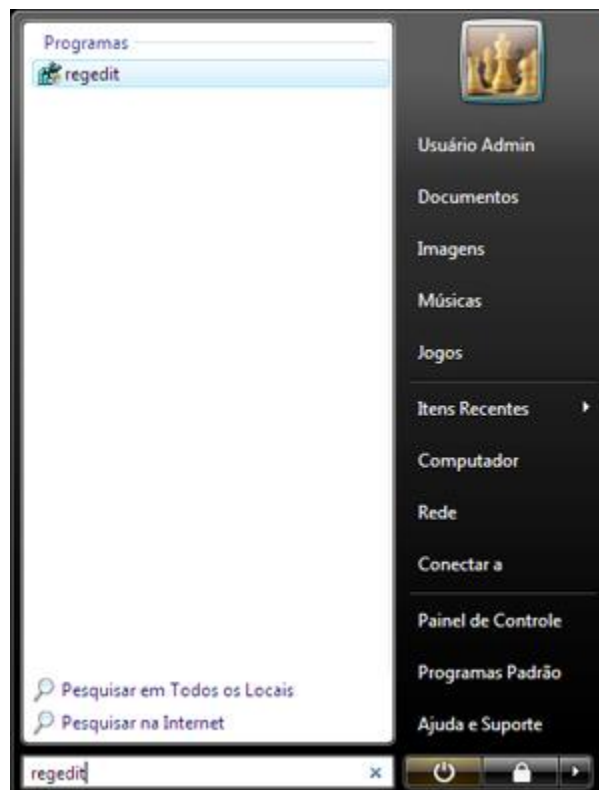 Programas
regedit
Pesquisar em Todos os Locais
Pesquisar na Internet
regedit
Usuário Admin
Documentos
Imagens
Músicas
Jogos
Itens Recentes
Computador
Rede
Conectar a
Painel de Controle
Programas Padrão
Ajuda e Suporte